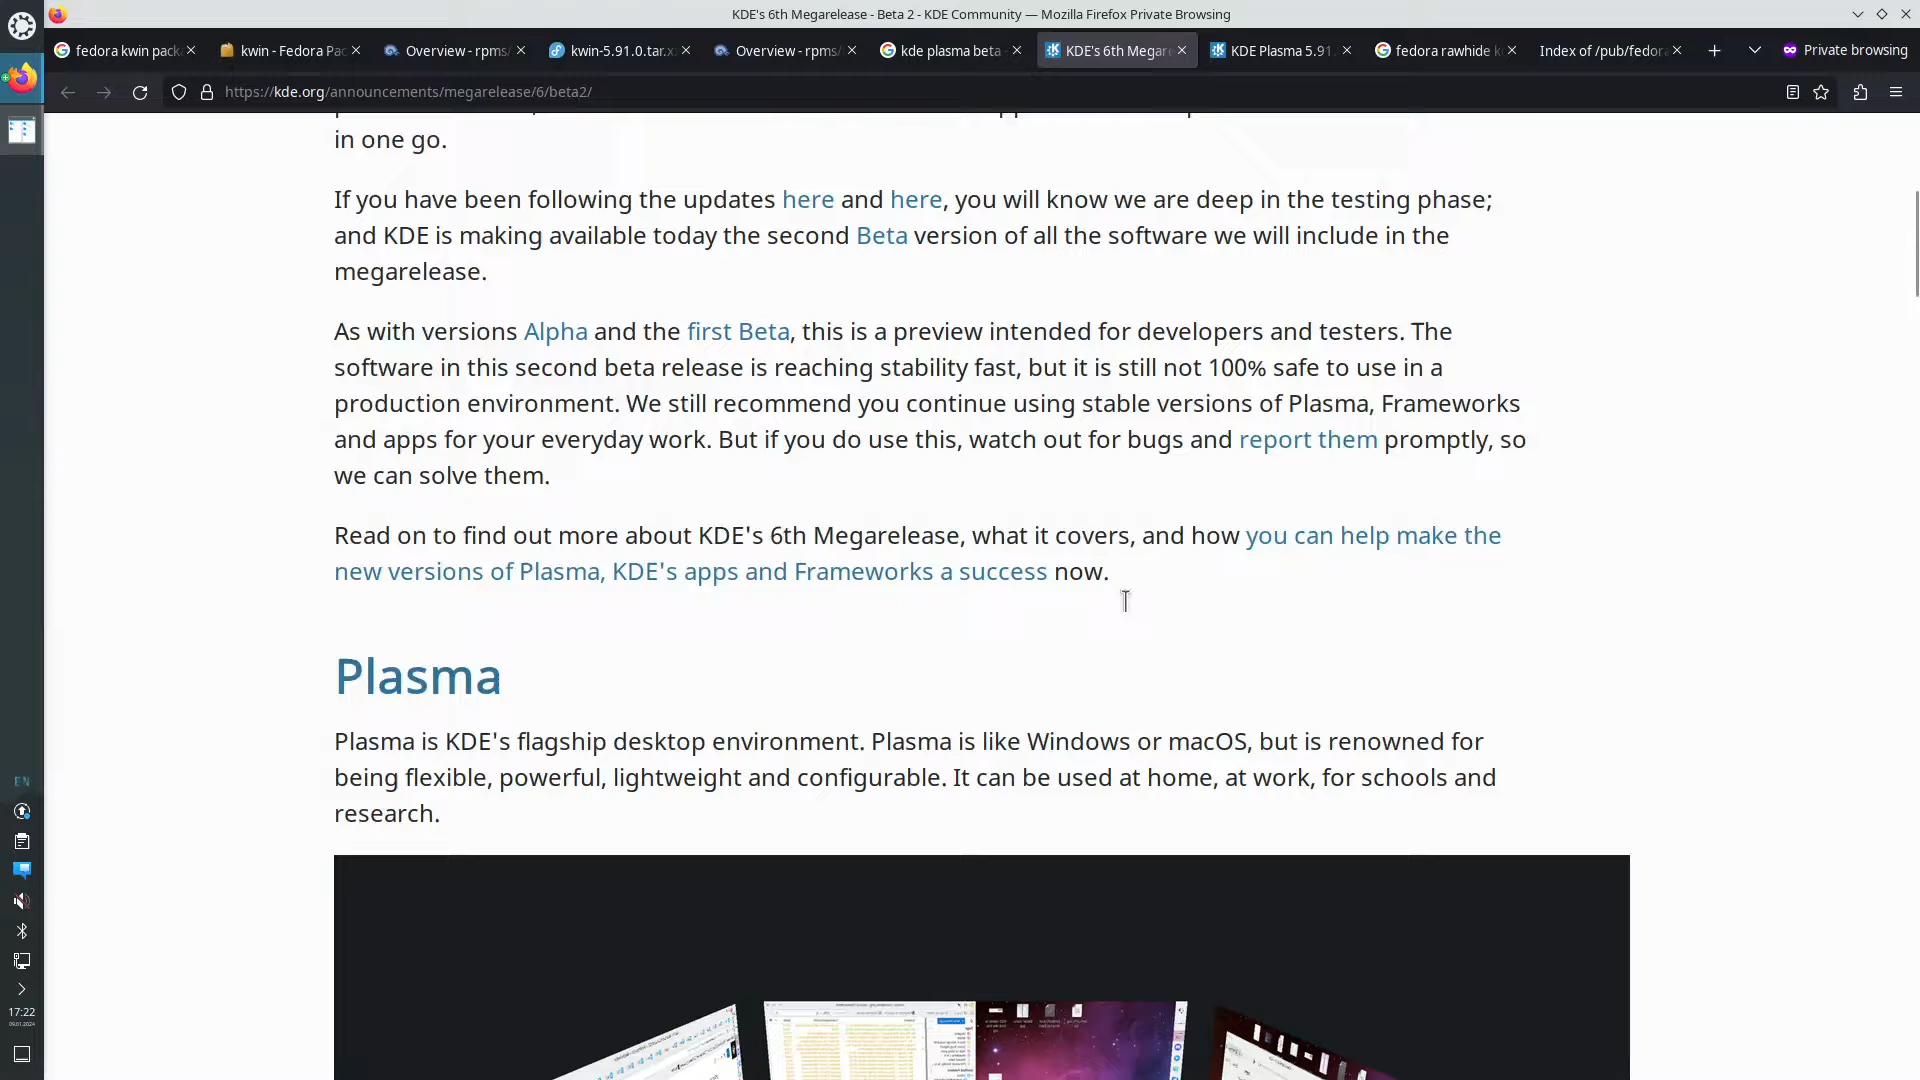 KDE's 6th Megarelease - Beta 2 - KDE Community — Mozilla Firefox Private Browsing
fedora kwin pack
kwin - Fedora Pac
Overview - rpms/
kwin-5.91.0.tar.x
Overview - rpms/
kde plasma beta -
KDE's 6th Megar
KDE Plasma 5.91.
fedora rawhide k
Index of /pub/fedor
Private browsing
https://kde.org/announcements/megarelease/6/beta2/
in one go.
If you have been following the updates here and here, you will know we are deep in the testing phase;
and KDE is making available today the second Beta version of all the software we will include in the
megarelease.
As with versions Alpha and the first Beta, this is a preview intended for developers and testers. The
software in this second beta release is reaching stability fast, but it is still not 100% safe to use in a
production environment. We still recommend you continue using stable versions of Plasma, Frameworks
and apps for your everyday work. But if you do use this, watch out for bugs and report them promptly, so
we can solve them.
Read on to find out more about KDE's 6th Megarelease, what it covers, and how you can help make the
new versions of Plasma, KDE's apps and Frameworks a success now.
Plasma
Plasma is KDE's flagship desktop environment. Plasma is like Windows or macOS, but is renowned for
being flexible, powerful, lightweight and configurable. It can be used at home, at work, for schools and
research.
EN
17:22
09.01.2024